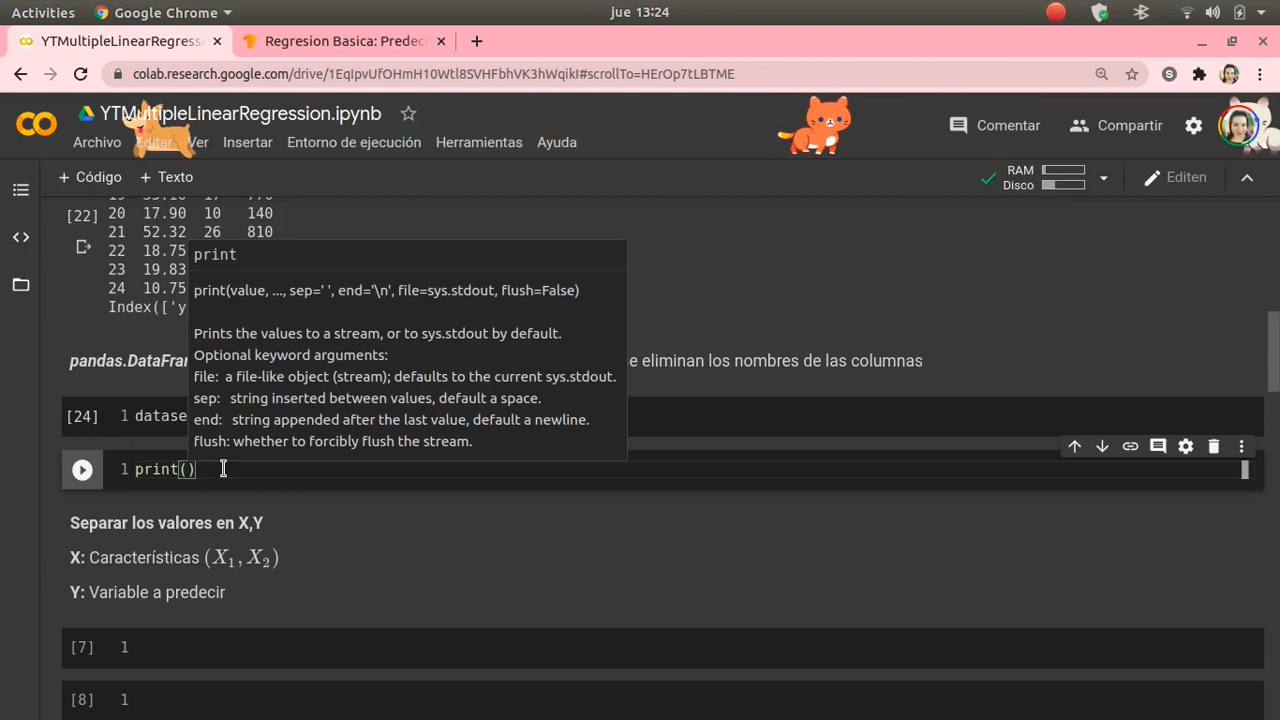 Activities Google Chrome jue 13:24
YTMultipleLinearRegressi Regresion Basica: Predec
colab.research.google.com/drive/1EqIpvUfOHmH10Wtl8SVHFbhVK3hWqikI#scrollTo=HErOp7tLBTME
YTMultipleLinearRegression.ipynb
Comentar Compartir
Archivo Editar Ver Insertar Entorno de ejecución Herramientas Ayuda
+ Código + Texto RAM Disco Editen
[22] 20 17.90 10 140
21 52.32 26 810
22 18.75
23 19.83
24 10.75
Index(['y
print
print(value, ..., sep=' ', end='\n', file=sys.stdout, flush=False)
Prints the values to a stream, or to sys.stdout by default.
Optional keyword arguments:
file: a file-like object (stream); defaults to the current sys.stdout.
sep: string inserted between values, default a space.
end: string appended after the last value, default a newline.
flush: whether to forcibly flush the stream.
pandas.DataFran se eliminan los nombres de las columnas
[24] 1 datase
1 print()
Separar los valores en X,Y
X: Características (X1, X2)
Y: Variable a predecir
[7] 1
[8] 1